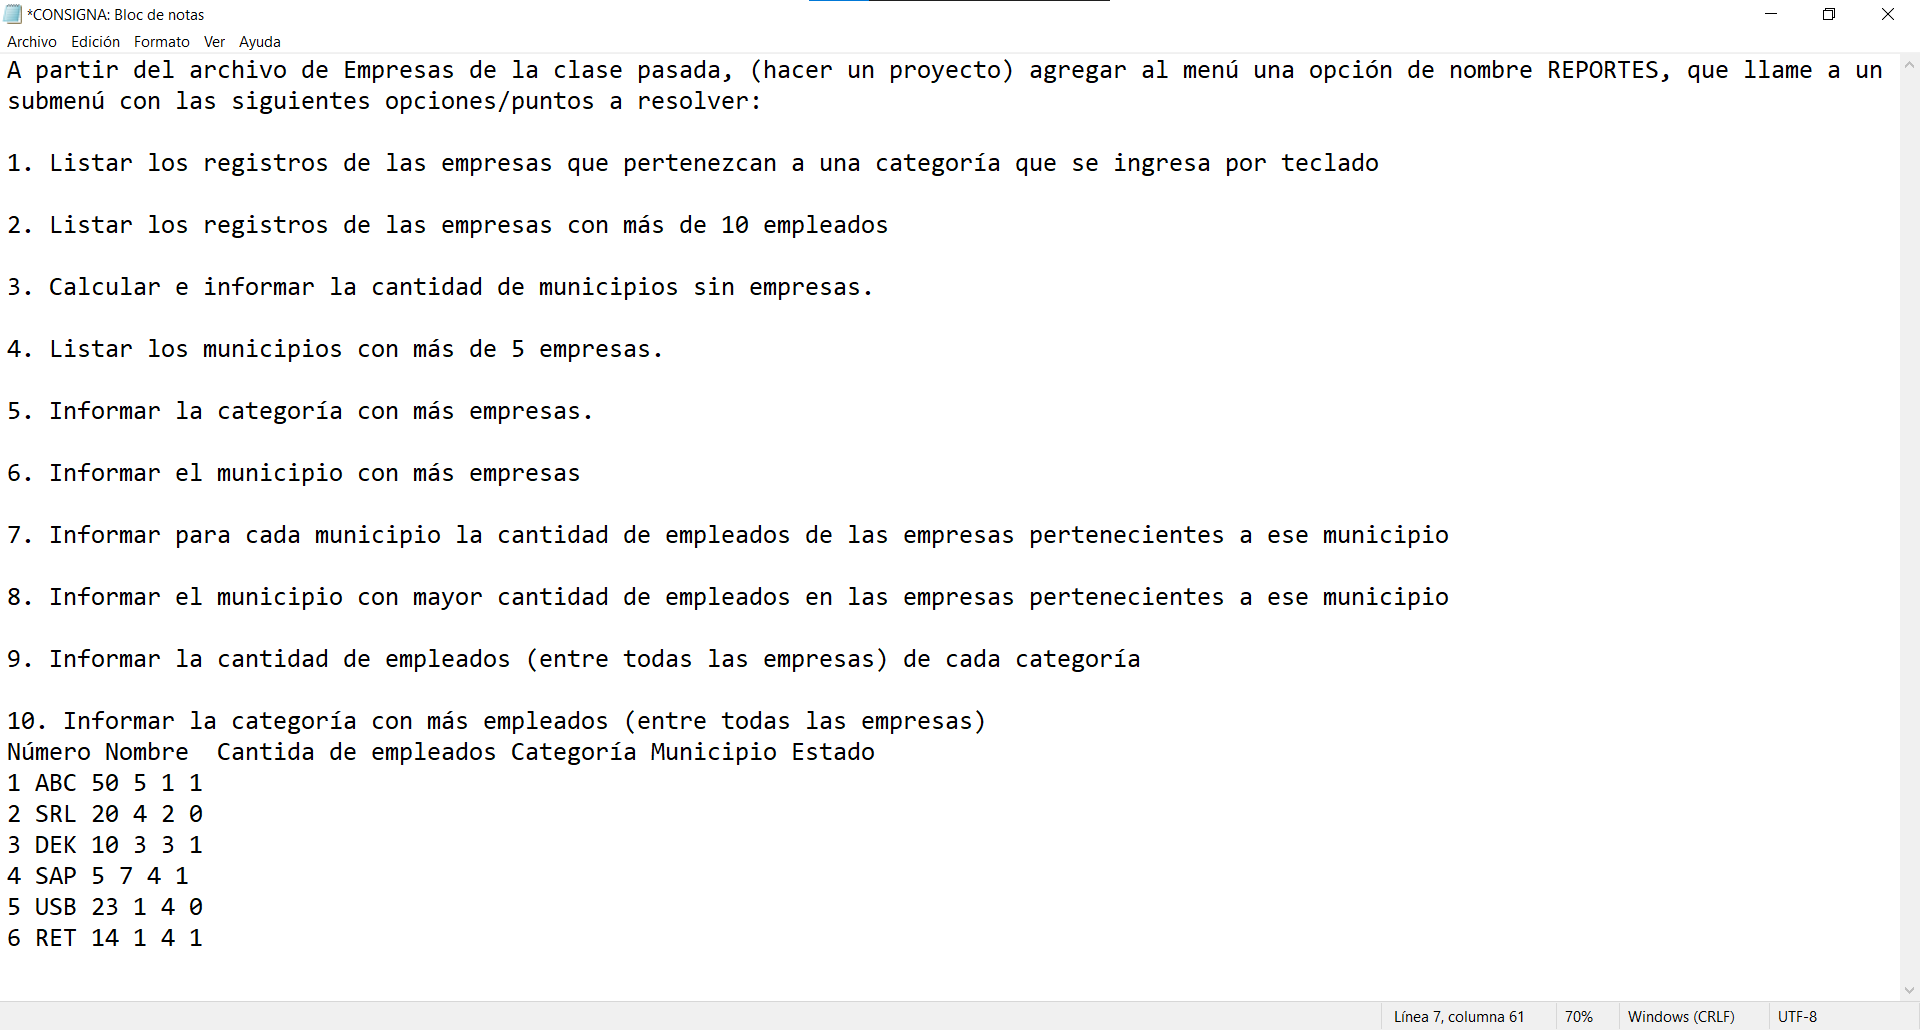 *CONSIGNA: Bloc de notas
Archivo Edición Formato Ver Ayuda
A partir del archivo de Empresas de la clase pasada, (hacer un proyecto) agregar al menú una opción de nombre REPORTES, que llame a un
submenú con las siguientes opciones/puntos a resolver:
1. Listar los registros de las empresas que pertenezcan a una categoría que se ingresa por teclado
2. Listar los registros de las empresas con más de 10 empleados
3. Calcular e informar la cantidad de municipios sin empresas.
4. Listar los municipios con más de 5 empresas.
5. Informar la categoría con más empresas.
6. Informar el municipio con más empresas
7. Informar para cada municipio la cantidad de empleados de las empresas pertenecientes a ese municipio
8. Informar el municipio con mayor cantidad de empleados en las empresas pertenecientes a ese municipio
9. Informar la cantidad de empleados (entre todas las empresas) de cada categoría
10. Informar la categoría con más empleados (entre todas las empresas)
Número Nombre  Cantida de empleados Categoría Municipio Estado
1 ABC 50 5 1 1
2 SRL 20 4 2 0
3 DEK 10 3 3 1
4 SAP 5 7 4 1
5 USB 23 1 4 0
6 RET 14 1 4 1
Línea 7, columna 61 70% Windows (CRLF) UTF-8